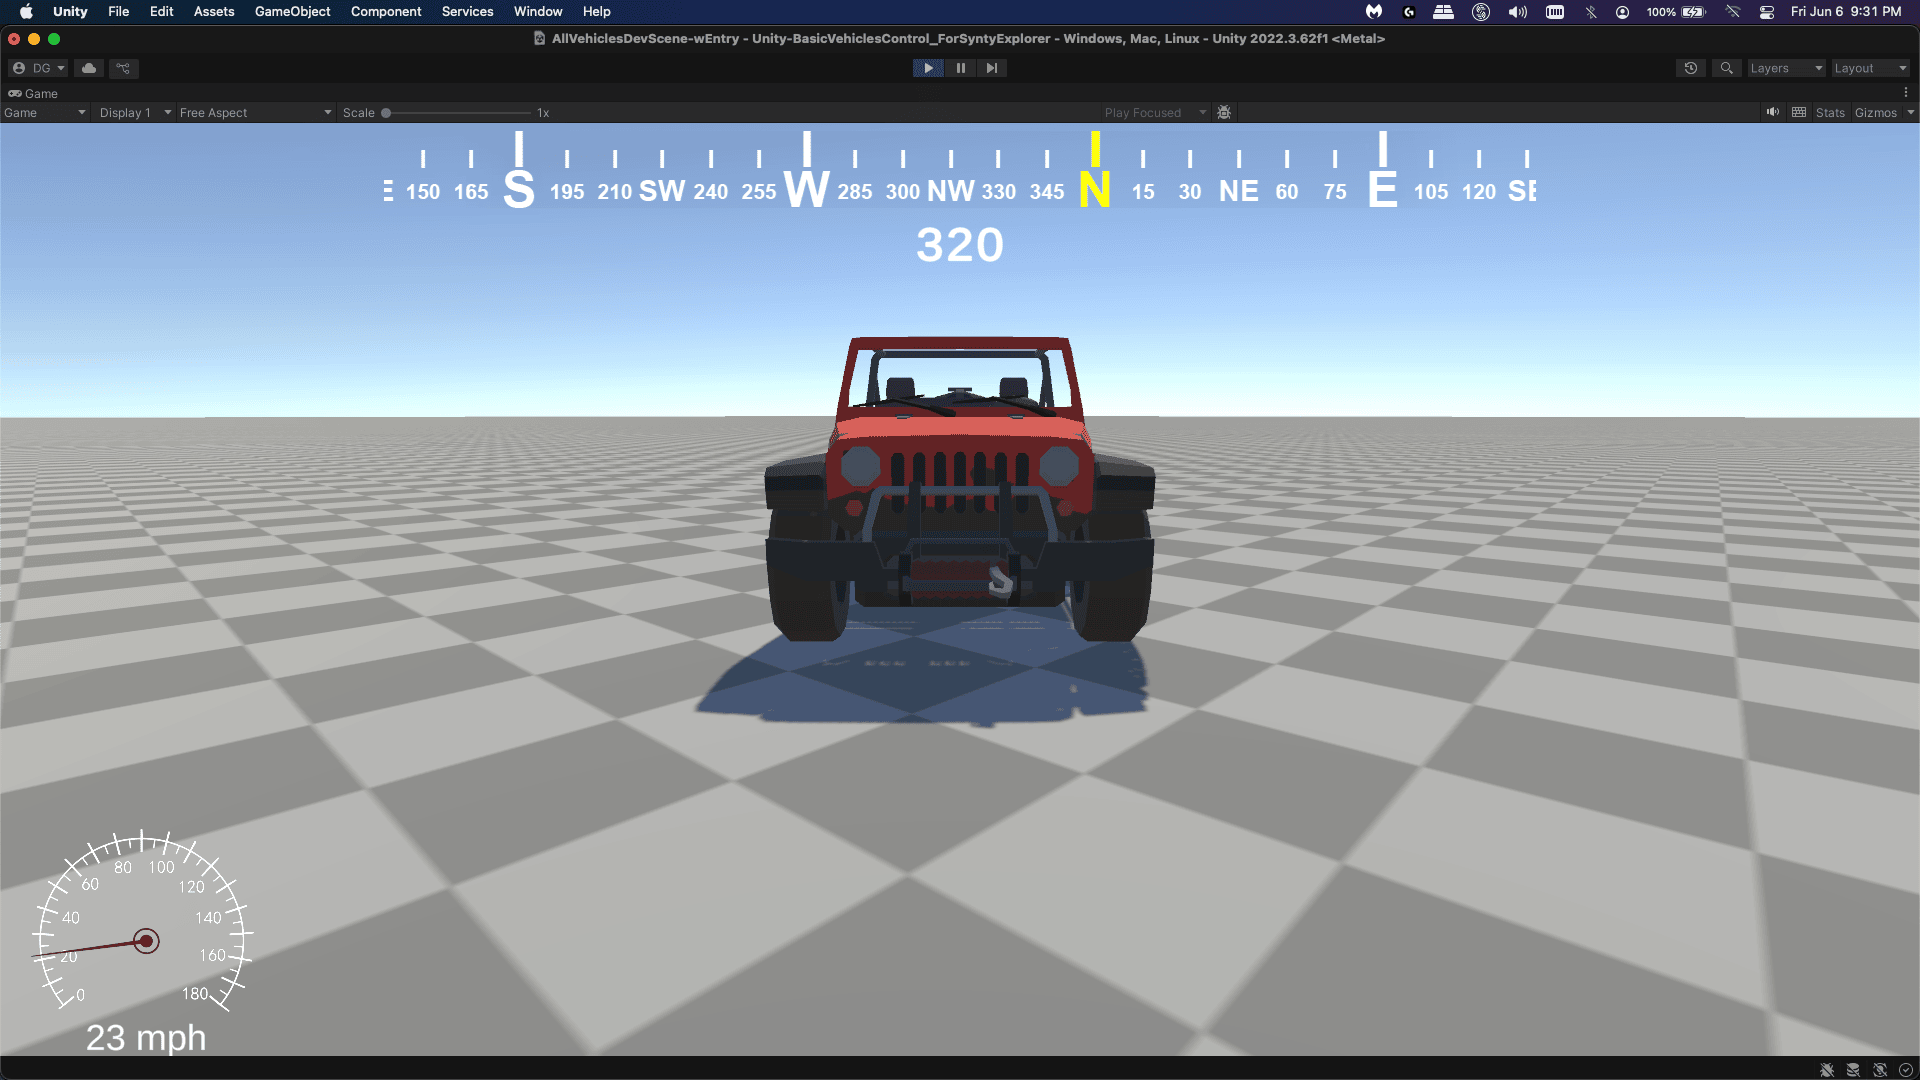 Unity File Edit Assets GameObject Component Services Window Help 100% Fri Jun 6 9:31 PM
AllVehiclesDevScene-wEntry - Unity-BasicVehiclesControl_ForSyntyExplorer - Windows, Mac, Linux - Unity 2022.3.62f1 <Metal>
DG Layers Layout
Game
Game Display 1 Free Aspect Scale 1x Play Focused Stats Gizmos
150 165 S 195 210 SW 240 255 W 285 300 NW 330 345 N 15 30 NE 60 75 E 105 120 SE
320
80 100
60 120
40 140
20 160
0 180
23 mph